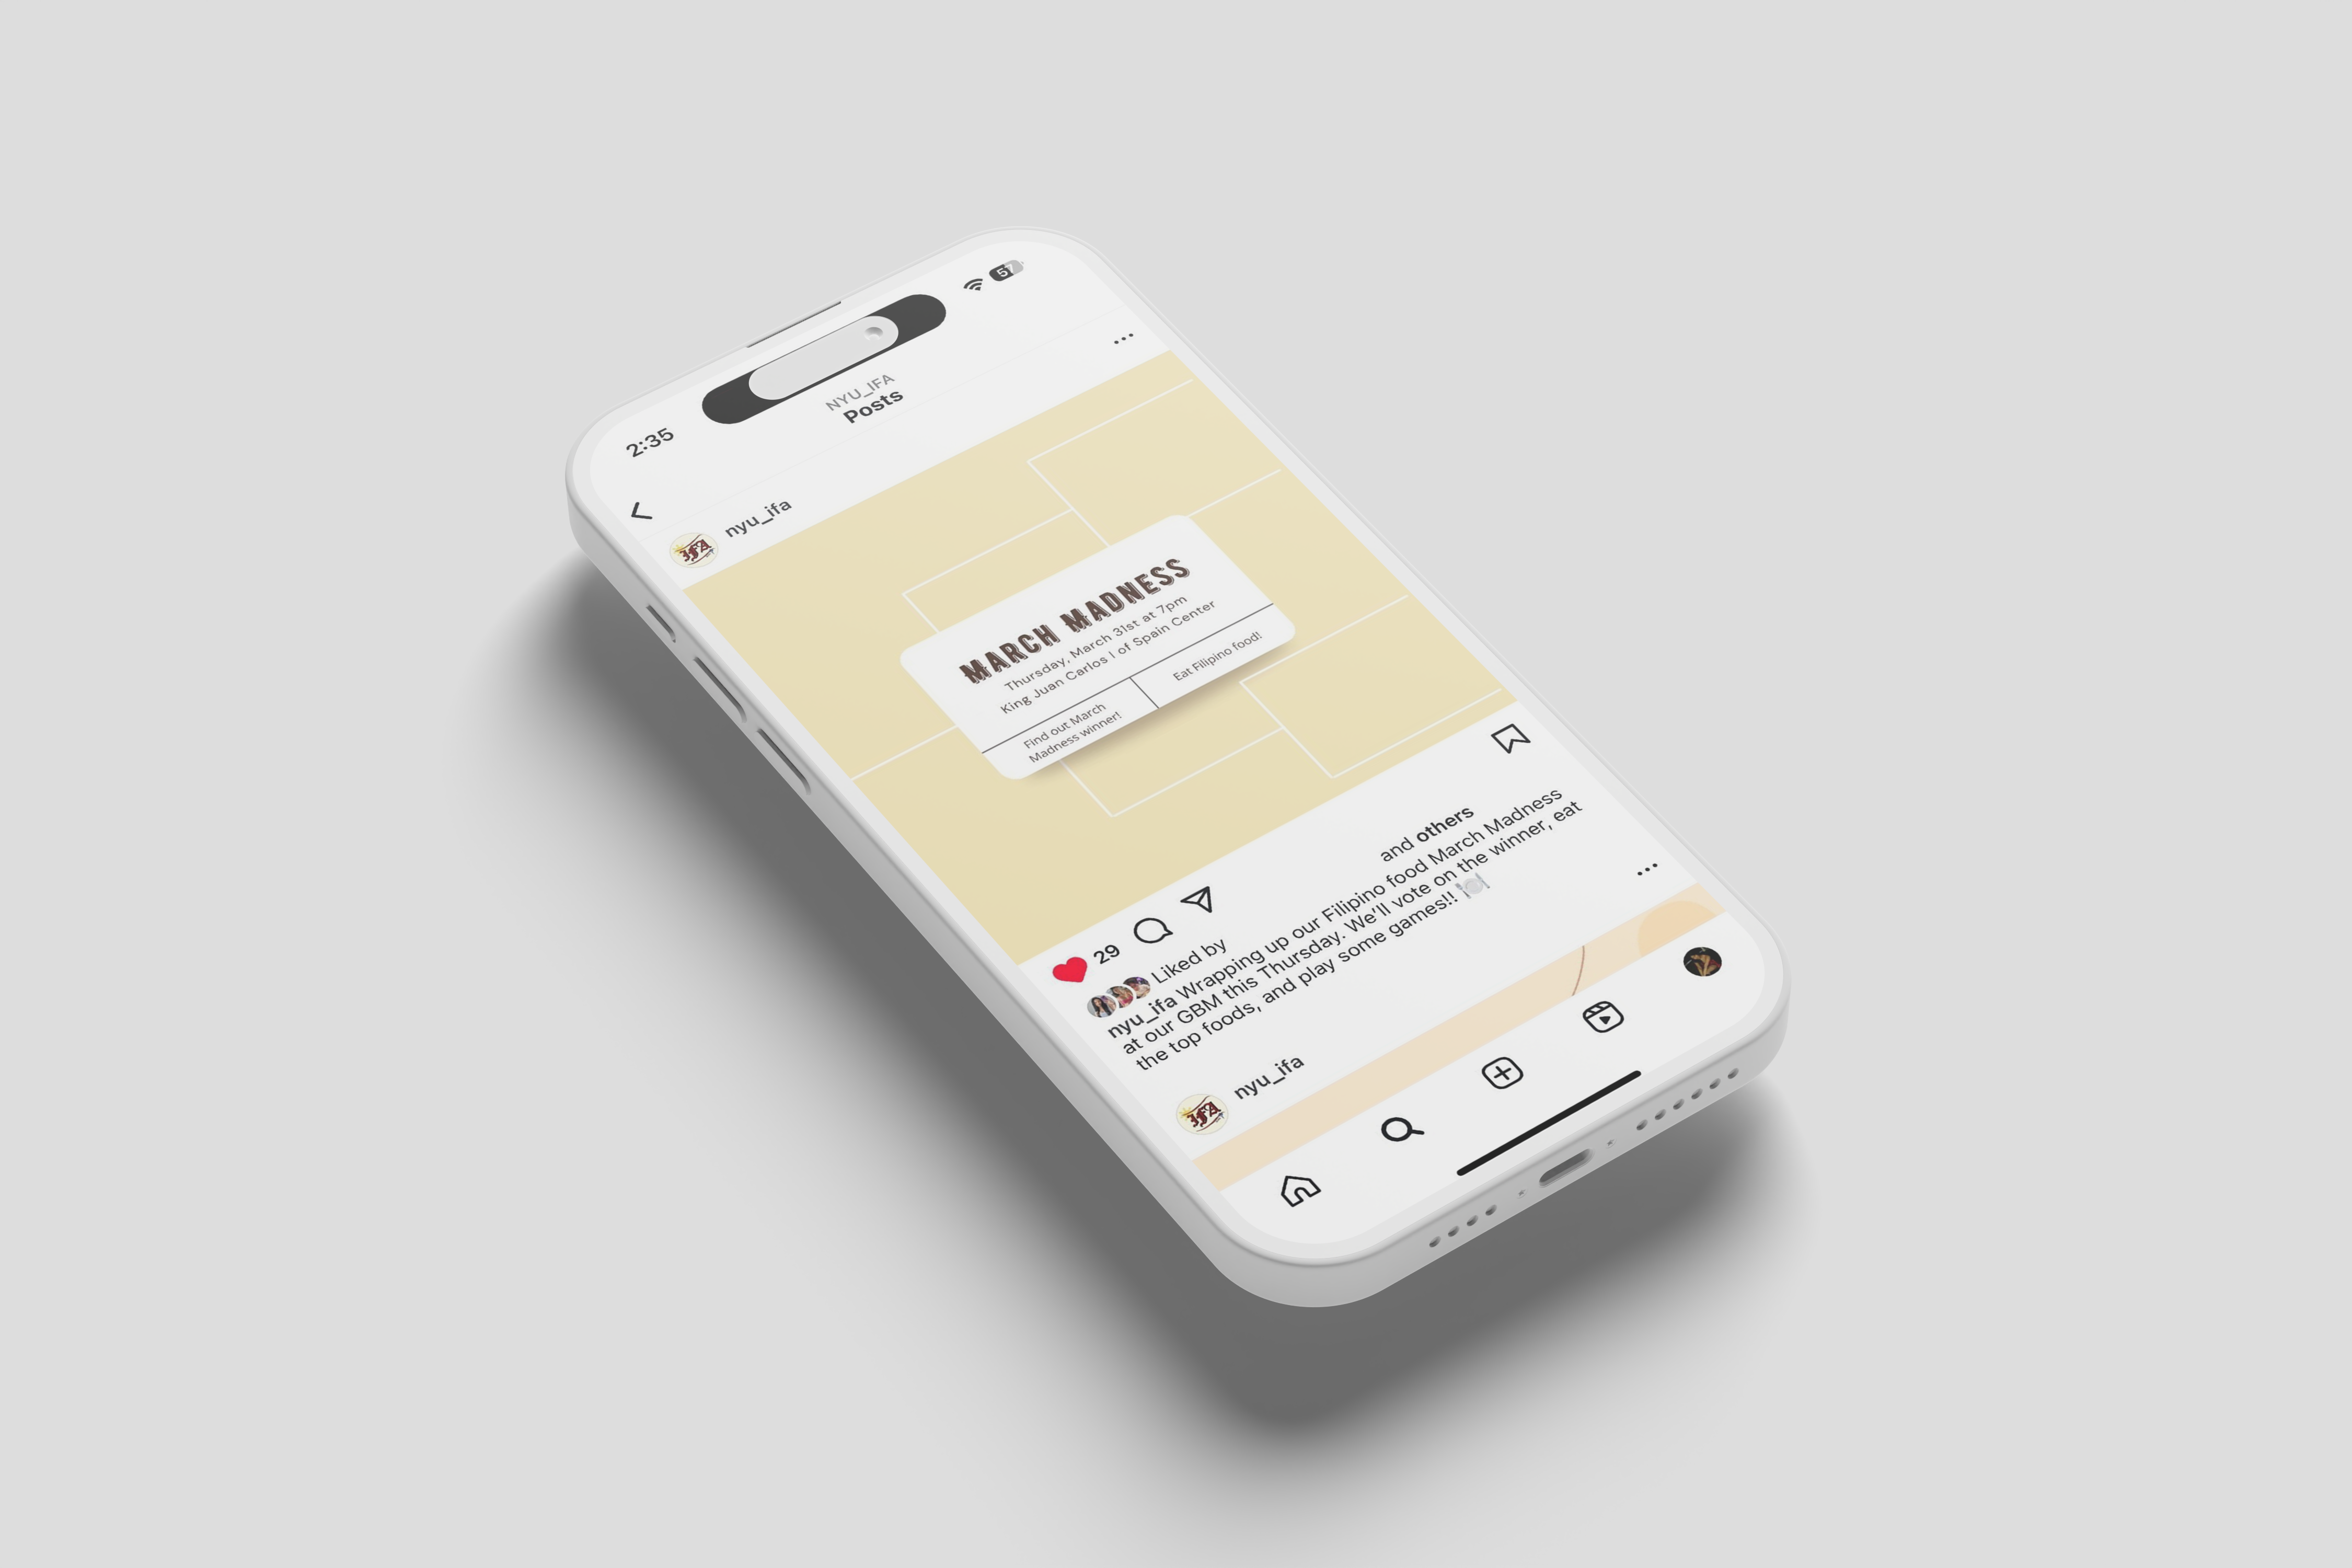 2:35
57
NYU_IFA
Posts
nyu_ifa
MARCH MADNESS
Thursday, March 31st at 7pm
King Juan Carlos I of Spain Center
Find out March
Madness winner!
Eat Filipino food!
29
Liked by and others
nyu_ifa Wrapping up our Filipino food March Madness
at our GBM this Thursday. We'll vote on the winner, eat
the top foods, and play some games!! 🍽️
nyu_ifa
IFA
IFA